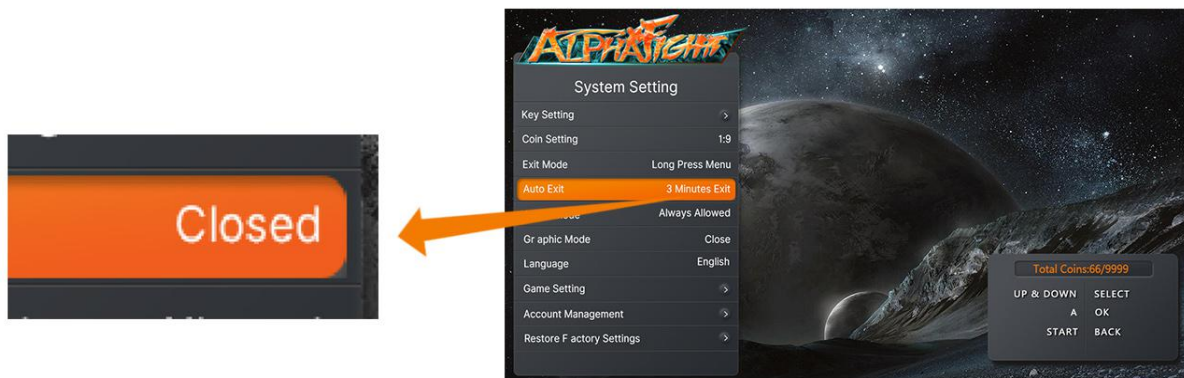 Closed
ALPHAFIGHT
System Setting
Key Setting
Coin Setting 1:9
Exit Mode Long Press Menu
Auto Exit 3 Minutes Exit
Always Allowed
Gr aphic Mode Close
Language English
Game Setting
Account Management
Restore F actory Settings
Total Coins:66/9999
UP & DOWN SELECT
A OK
START BACK